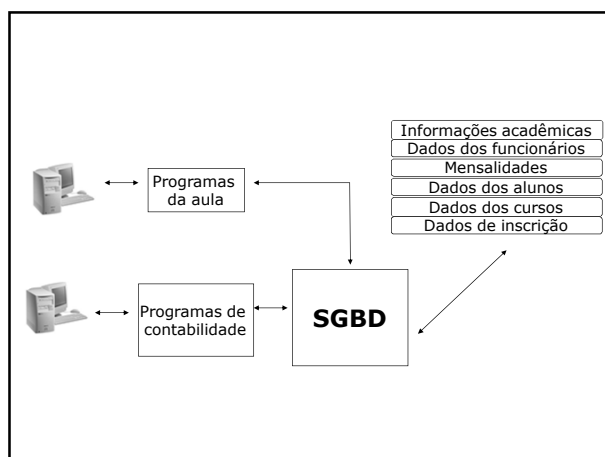 Informações acadêmicas
Dados dos funcionários
Mensalidades
Dados dos alunos
Dados dos cursos
Dados de inscrição
Programas
da aula
Programas de
contabilidade
SGBD